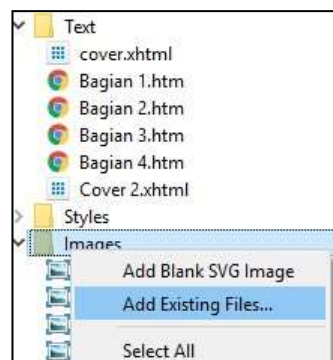 Text
cover.xhtml
Bagian 1.htm
Bagian 2.htm
Bagian 3.htm
Bagian 4.htm
Cover 2.xhtml
Styles
Images
Add Blank SVG Image
Add Existing Files...
Select All